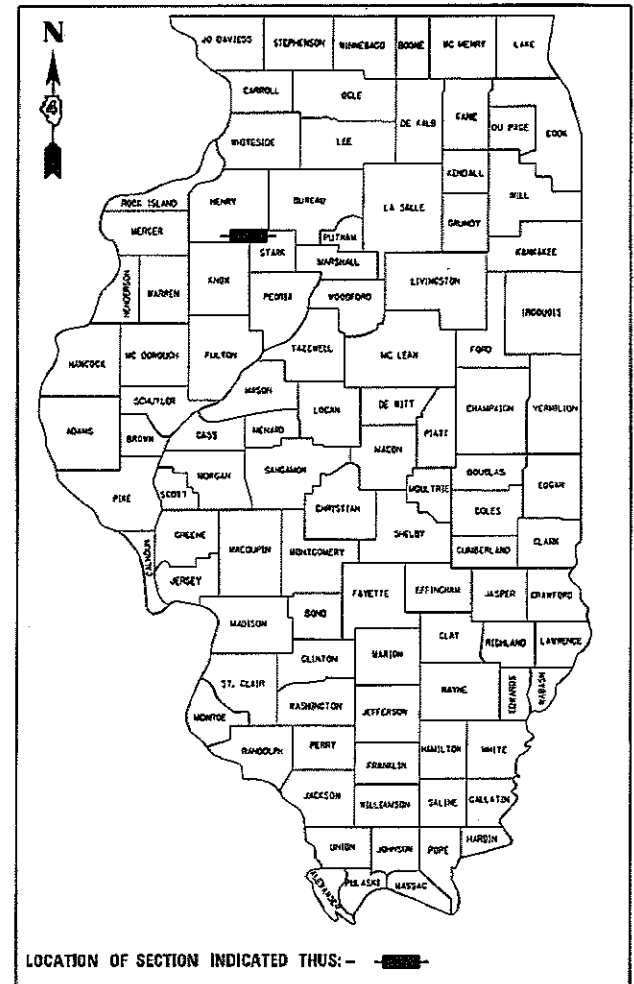 N
JO DAVIESS STEPHENSON WINNEBAGO BOONE MC HENRY LAKE
CARROLL OGLE
DE KALB KANE DU PAGE COOK
WHITESIDE LEE
KENDALL
ROCK ISLAND HENRY BUREAU LA SALLE GRUNDY WILL
MERCER PUTNAM
STARK MARSHALL KANKAKEE
HENDERSON WARREN KNOX PEORIA WOODFORD LIVINGSTON IROQUOIS
HANCOCK MC DONOUGH FULTON TAZEWELL MC LEAN FORD
SCHUYLER MASON
ADAMS BROWN CASS MENARD LOGAN DE WITT PIATT CHAMPAIGN VERMILION
MACON
PIKE SCOTT MORGAN SANGAMON MOULTRIE DOUGLAS EDGAR
CHRISTIAN COLES
CALHOUN GREENE MACOUPIN MONTGOMERY SHELBY CUMBERLAND CLARK
JERSEY
FAYETTE EFFINGHAM JASPER CRAWFORD
MADISON BOND
CLAY RICHLAND LAWRENCE
CLINTON MARION
ST. CLAIR WAYNE EDWARDS WABASH
WASHINGTON JEFFERSON
MONROE
RANDOLPH PERRY HAMILTON WHITE
FRANKLIN
JACKSON WILLIAMSON SALINE GALLATIN
UNION JOHNSON POPE HARDIN
ALEXANDER PULASKI MASSAC
LOCATION OF SECTION INDICATED THUS: -